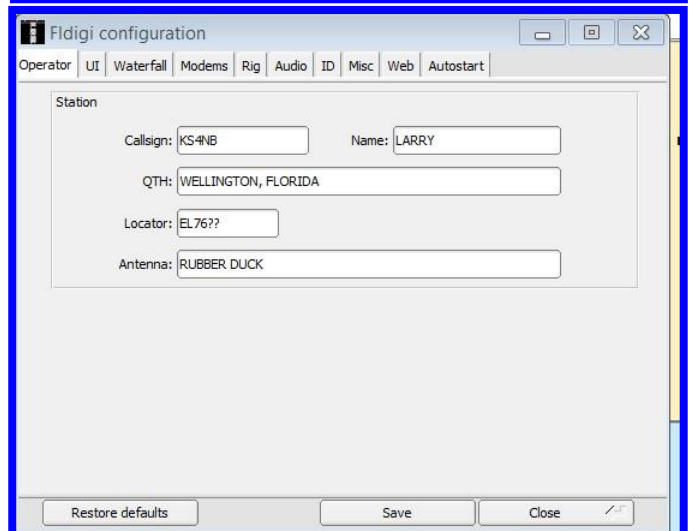 Fldigi configuration
Operator UI Waterfall Modems Rig Audio ID Misc Web Autostart
Station
Callsign: KS4NB Name: LARRY
QTH: WELLINGTON, FLORIDA
Locator: EL76??
Antenna: RUBBER DUCK
Restore defaults Save Close